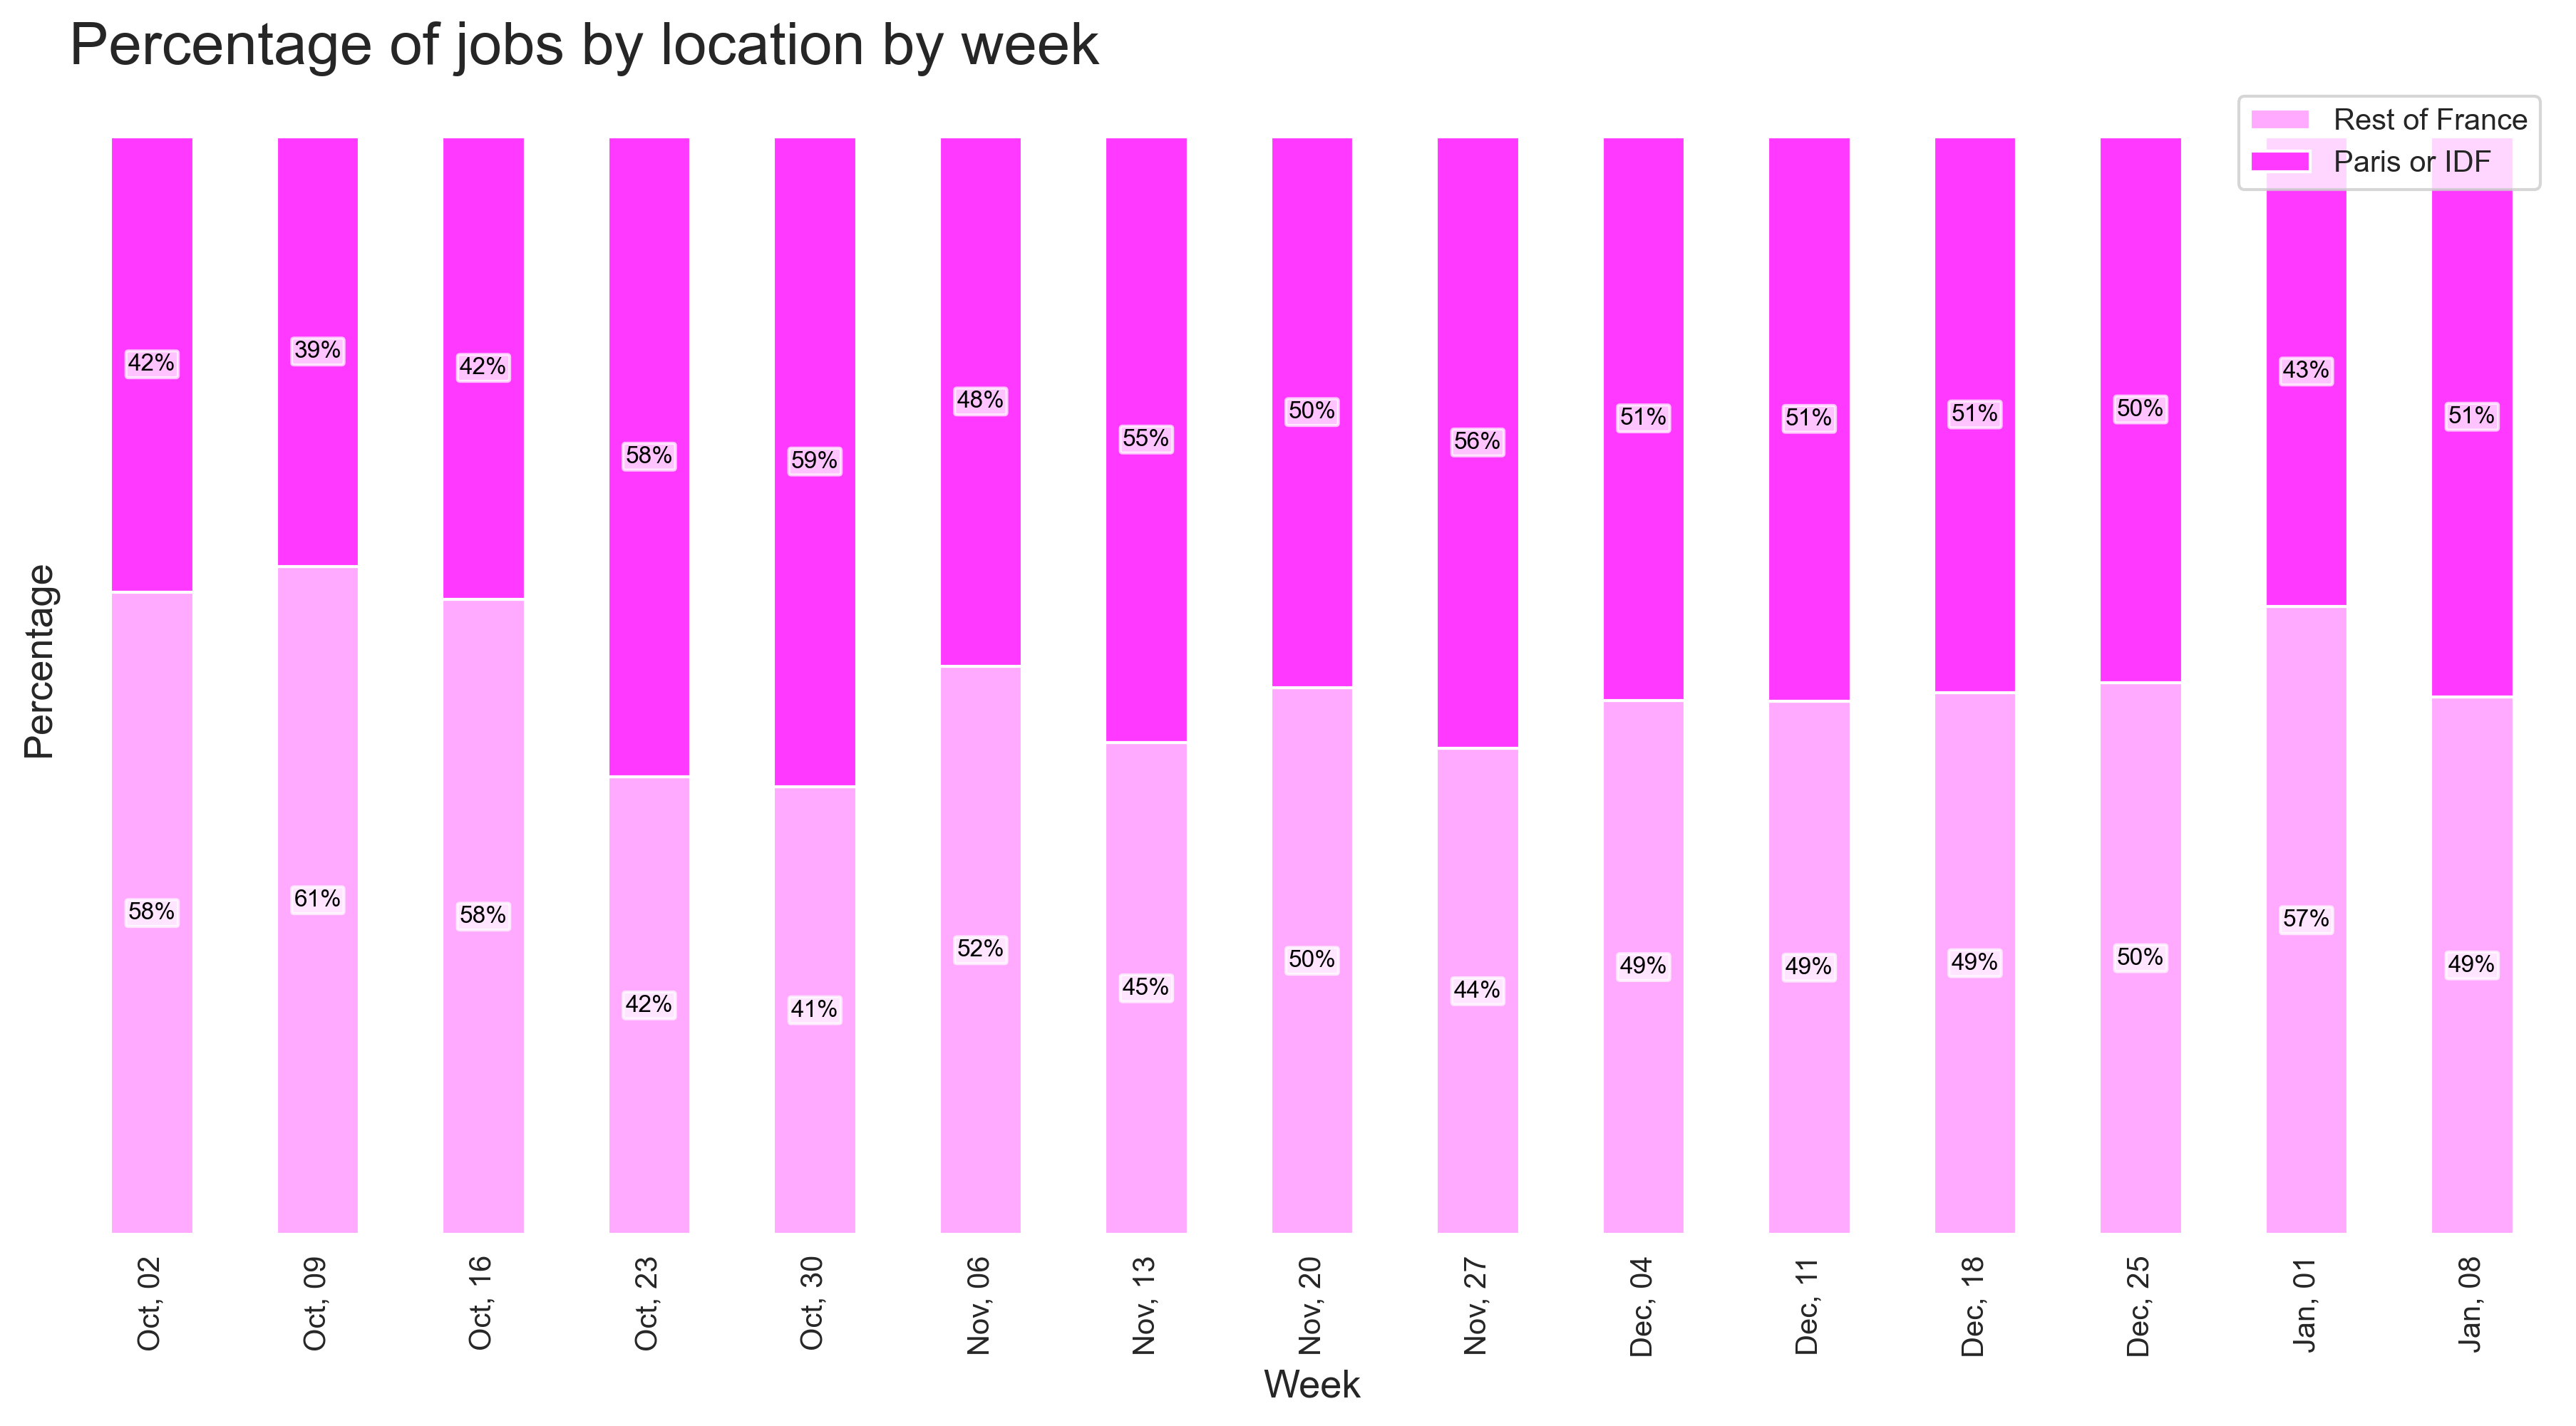 Percentage of jobs by location by week
Rest of France
Paris or IDF
Percentage
42%
39%
42%
58%
59%
48%
55%
50%
56%
51%
51%
51%
50%
43%
51%
58%
61%
58%
42%
41%
52%
45%
50%
44%
49%
49%
49%
50%
57%
49%
Oct, 02
Oct, 09
Oct, 16
Oct, 23
Oct, 30
Nov, 06
Nov, 13
Nov, 20
Nov, 27
Dec, 04
Dec, 11
Dec, 18
Dec, 25
Jan, 01
Jan, 08
Week